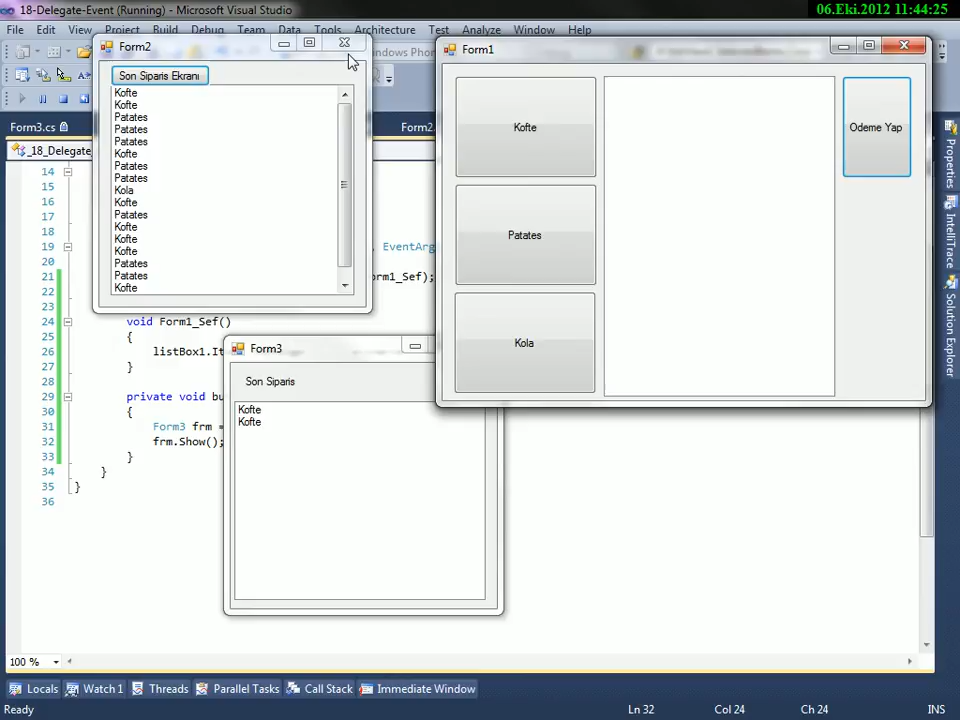 18-Delegate-Event (Running) - Microsoft Visual Studio
06.Eki.2012 11:44:25
File Edit View Project Build Debug Team Data Tools Architecture Test Analyze Window Help
Form2
Son Siparis Ekranı
Kofte
Kofte
Patates
Patates
Patates
Kofte
Patates
Patates
Kola
Kofte
Patates
Kofte
Kofte
Kofte
Patates
Patates
Kofte
Form1
Kofte
Patates
Kola
Odeme Yap
Form3.cs
Form2
_18_Delegate_
14
15
16
17
18
19 , EventArg
20
21 orm1_Sef);
22
23
24 void Form1_Sef()
25 {
26 listBox1.It
27 }
28
29 private void bu
30 {
31 Form3 frm =
32 frm.Show();
33 }
34 }
35 }
36
Form3
Son Siparis
Kofte
Kofte
Properties
IntelliTrace
Solution Explorer
100 %
Locals Watch 1 Threads Parallel Tasks Call Stack Immediate Window
Ready Ln 32 Col 24 Ch 24 INS